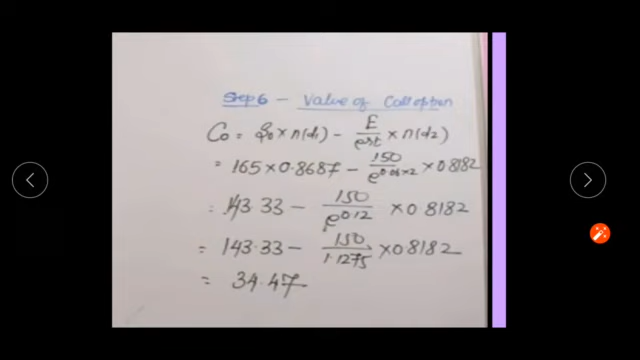 Step 6 - Value of Call option
C₀ = S₀ × n(d₁) - E/eʳᵗ × n(d₂)
= 165 × 0.8687 - 150/e^0.06×2 × 0.8182
= 143.33 - 150/e^0.12 × 0.8182
= 143.33 - 150/1.1275 × 0.8182
= 34.47